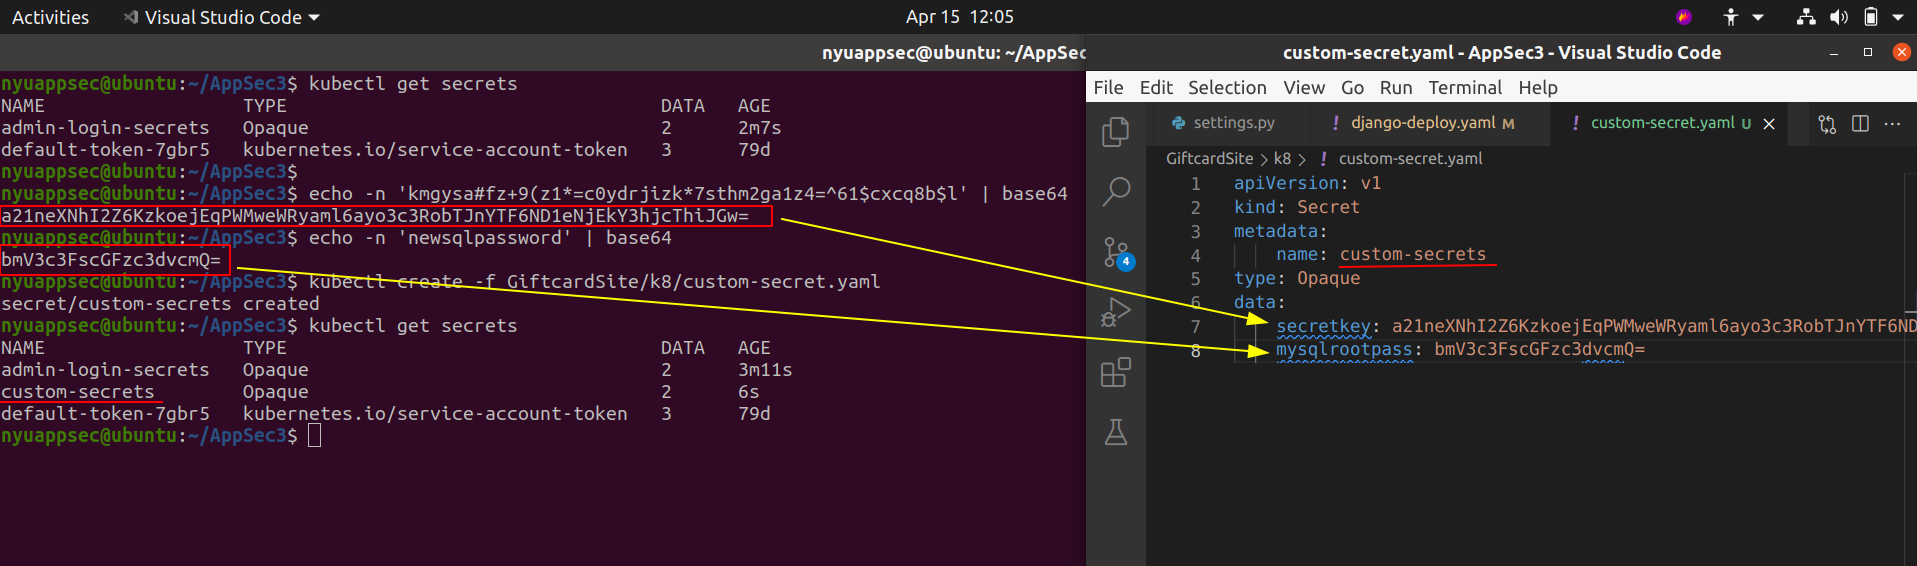 Activities Visual Studio Code Apr 15 12:05
nyuappsec@ubuntu: ~/AppSec
nyuappsec@ubuntu:~/AppSec3$ kubectl get secrets
NAME TYPE DATA AGE
admin-login-secrets Opaque 2 2m7s
default-token-7gbr5 kubernetes.io/service-account-token 3 79d
nyuappsec@ubuntu:~/AppSec3$
nyuappsec@ubuntu:~/AppSec3$ echo -n 'kmgysa#fz+9(z1*=c0ydrjizk*7sthm2ga1z4=^61$cxcq8b$l' | base64
a21neXNhI2Z6KzkoejEqPWMweWRyaml6ayo3c3RobTJnYTF6ND1eNjEkY3hjcThiJGw=
nyuappsec@ubuntu:~/AppSec3$ echo -n 'newsqlpassword' | base64
bmV3c3FscGFzc3dvcmQ=
nyuappsec@ubuntu:~/AppSec3$ kubectl create -f GiftcardSite/k8/custom-secret.yaml
secret/custom-secrets created
nyuappsec@ubuntu:~/AppSec3$ kubectl get secrets
NAME TYPE DATA AGE
admin-login-secrets Opaque 2 3m11s
custom-secrets Opaque 2 6s
default-token-7gbr5 kubernetes.io/service-account-token 3 79d
nyuappsec@ubuntu:~/AppSec3$
custom-secret.yaml - AppSec3 - Visual Studio Code
File Edit Selection View Go Run Terminal Help
settings.py ! django-deploy.yaml M ! custom-secret.yaml U
GiftcardSite > k8 > ! custom-secret.yaml
4
1 apiVersion: v1
2 kind: Secret
3 metadata:
4 name: custom-secrets
5 type: Opaque
6 data:
7 secretkey: a21neXNhI2Z6KzkoejEqPWMweWRyaml6ayo3c3RobTJnYTF6ND
8 mysqlrootpass: bmV3c3FscGFzc3dvcmQ=